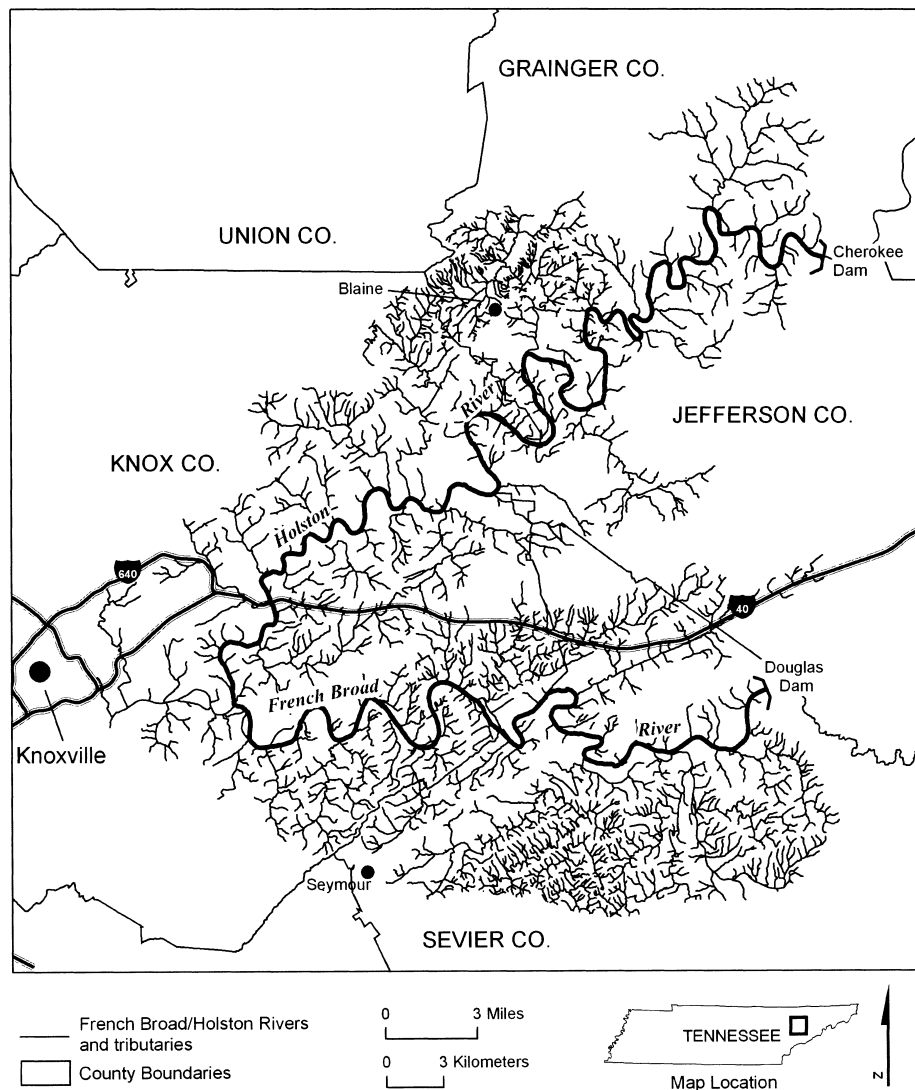 GRAINGER CO.
UNION CO.
Cherokee
Dam
Blaine
River
JEFFERSON CO.
KNOX CO.
Holston
640
40
Douglas
Dam
French Broad
River
Knoxville
Seymour
SEVIER CO.
French Broad/Holston Rivers
and tributaries
County Boundaries
0 3 Miles
0 3 Kilometers
TENNESSEE
Map Location
N